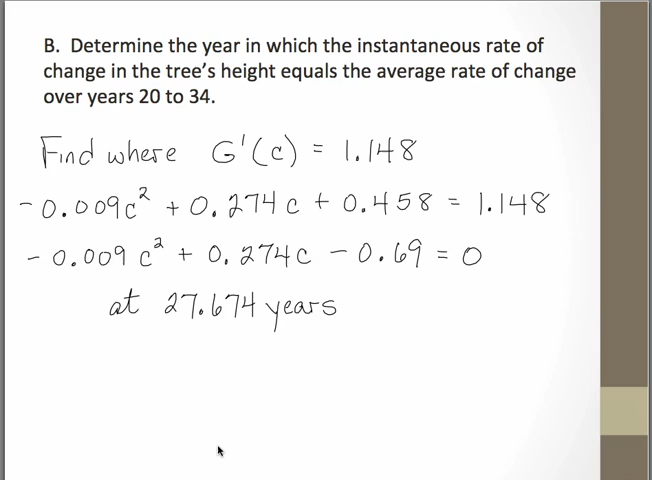 B. Determine the year in which the instantaneous rate of
change in the tree's height equals the average rate of change
over years 20 to 34.
Find where G'(c) = 1.148
-0.009c² + 0.274c + 0.458 = 1.148
-0.009c² + 0.274c - 0.69 = 0
at 27.674 years